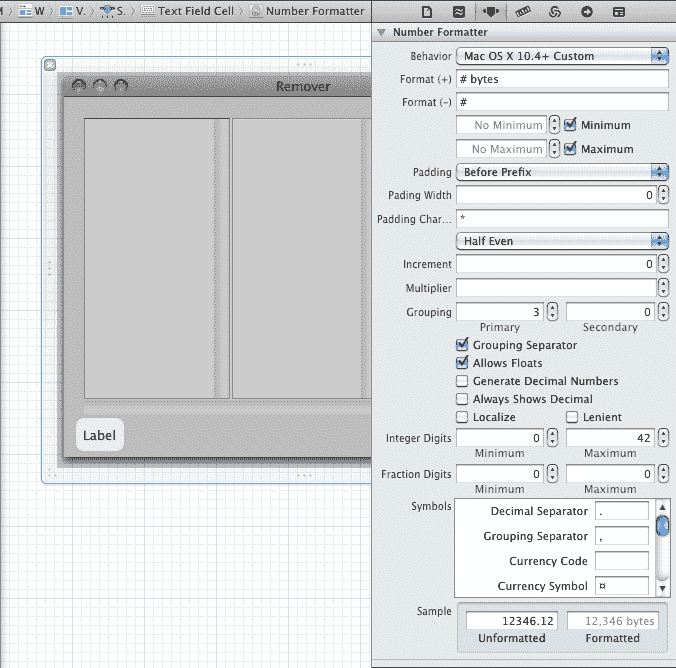 W
V.
S.
Text Field Cell
Number Formatter
Number Formatter
Behavior Mac OS X 10.4+ Custom
Format (+) # bytes
Format (-) #
No Minimum Minimum
No Maximum Maximum
Remover
Padding Before Prefix
Pading Width 0
Padding Char... *
Half Even
Increment 0
Multiplier
Grouping 3 0
Primary Secondary
Grouping Separator
Allows Floats
Generate Decimal Numbers
Always Shows Decimal
Localize Lenient
Label
Integer Digits 0 42
Minimum Maximum
Fraction Digits 0 0
Minimum Maximum
Symbols
Decimal Separator .
Grouping Separator ,
Currency Code
Currency Symbol ¤
Sample
12346.12 12,346 bytes
Unformatted Formatted